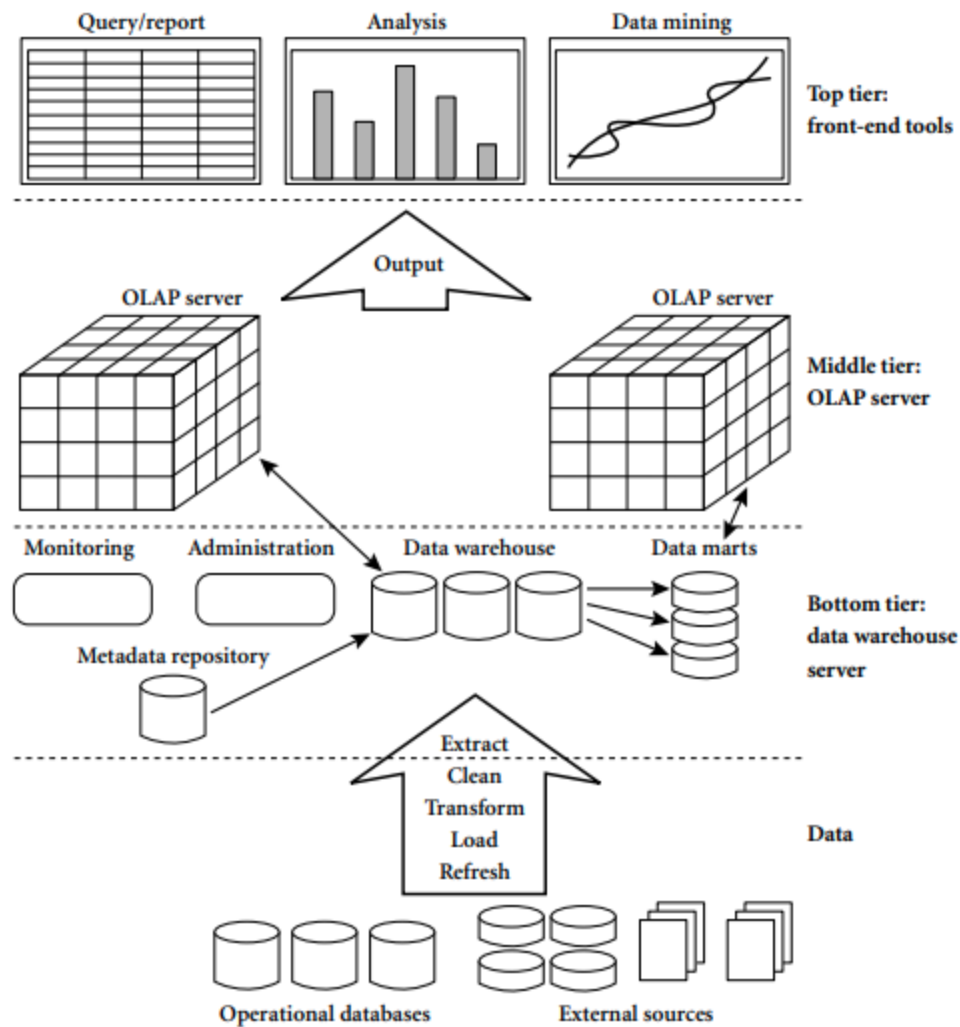 Query/report
Analysis
Data mining
Top tier:
front-end tools
Output
OLAP server
OLAP server
Middle tier:
OLAP server
Monitoring
Administration
Data warehouse
Data marts
Bottom tier:
data warehouse
server
Metadata repository
Extract
Clean
Transform
Load
Refresh
Data
Operational databases
External sources